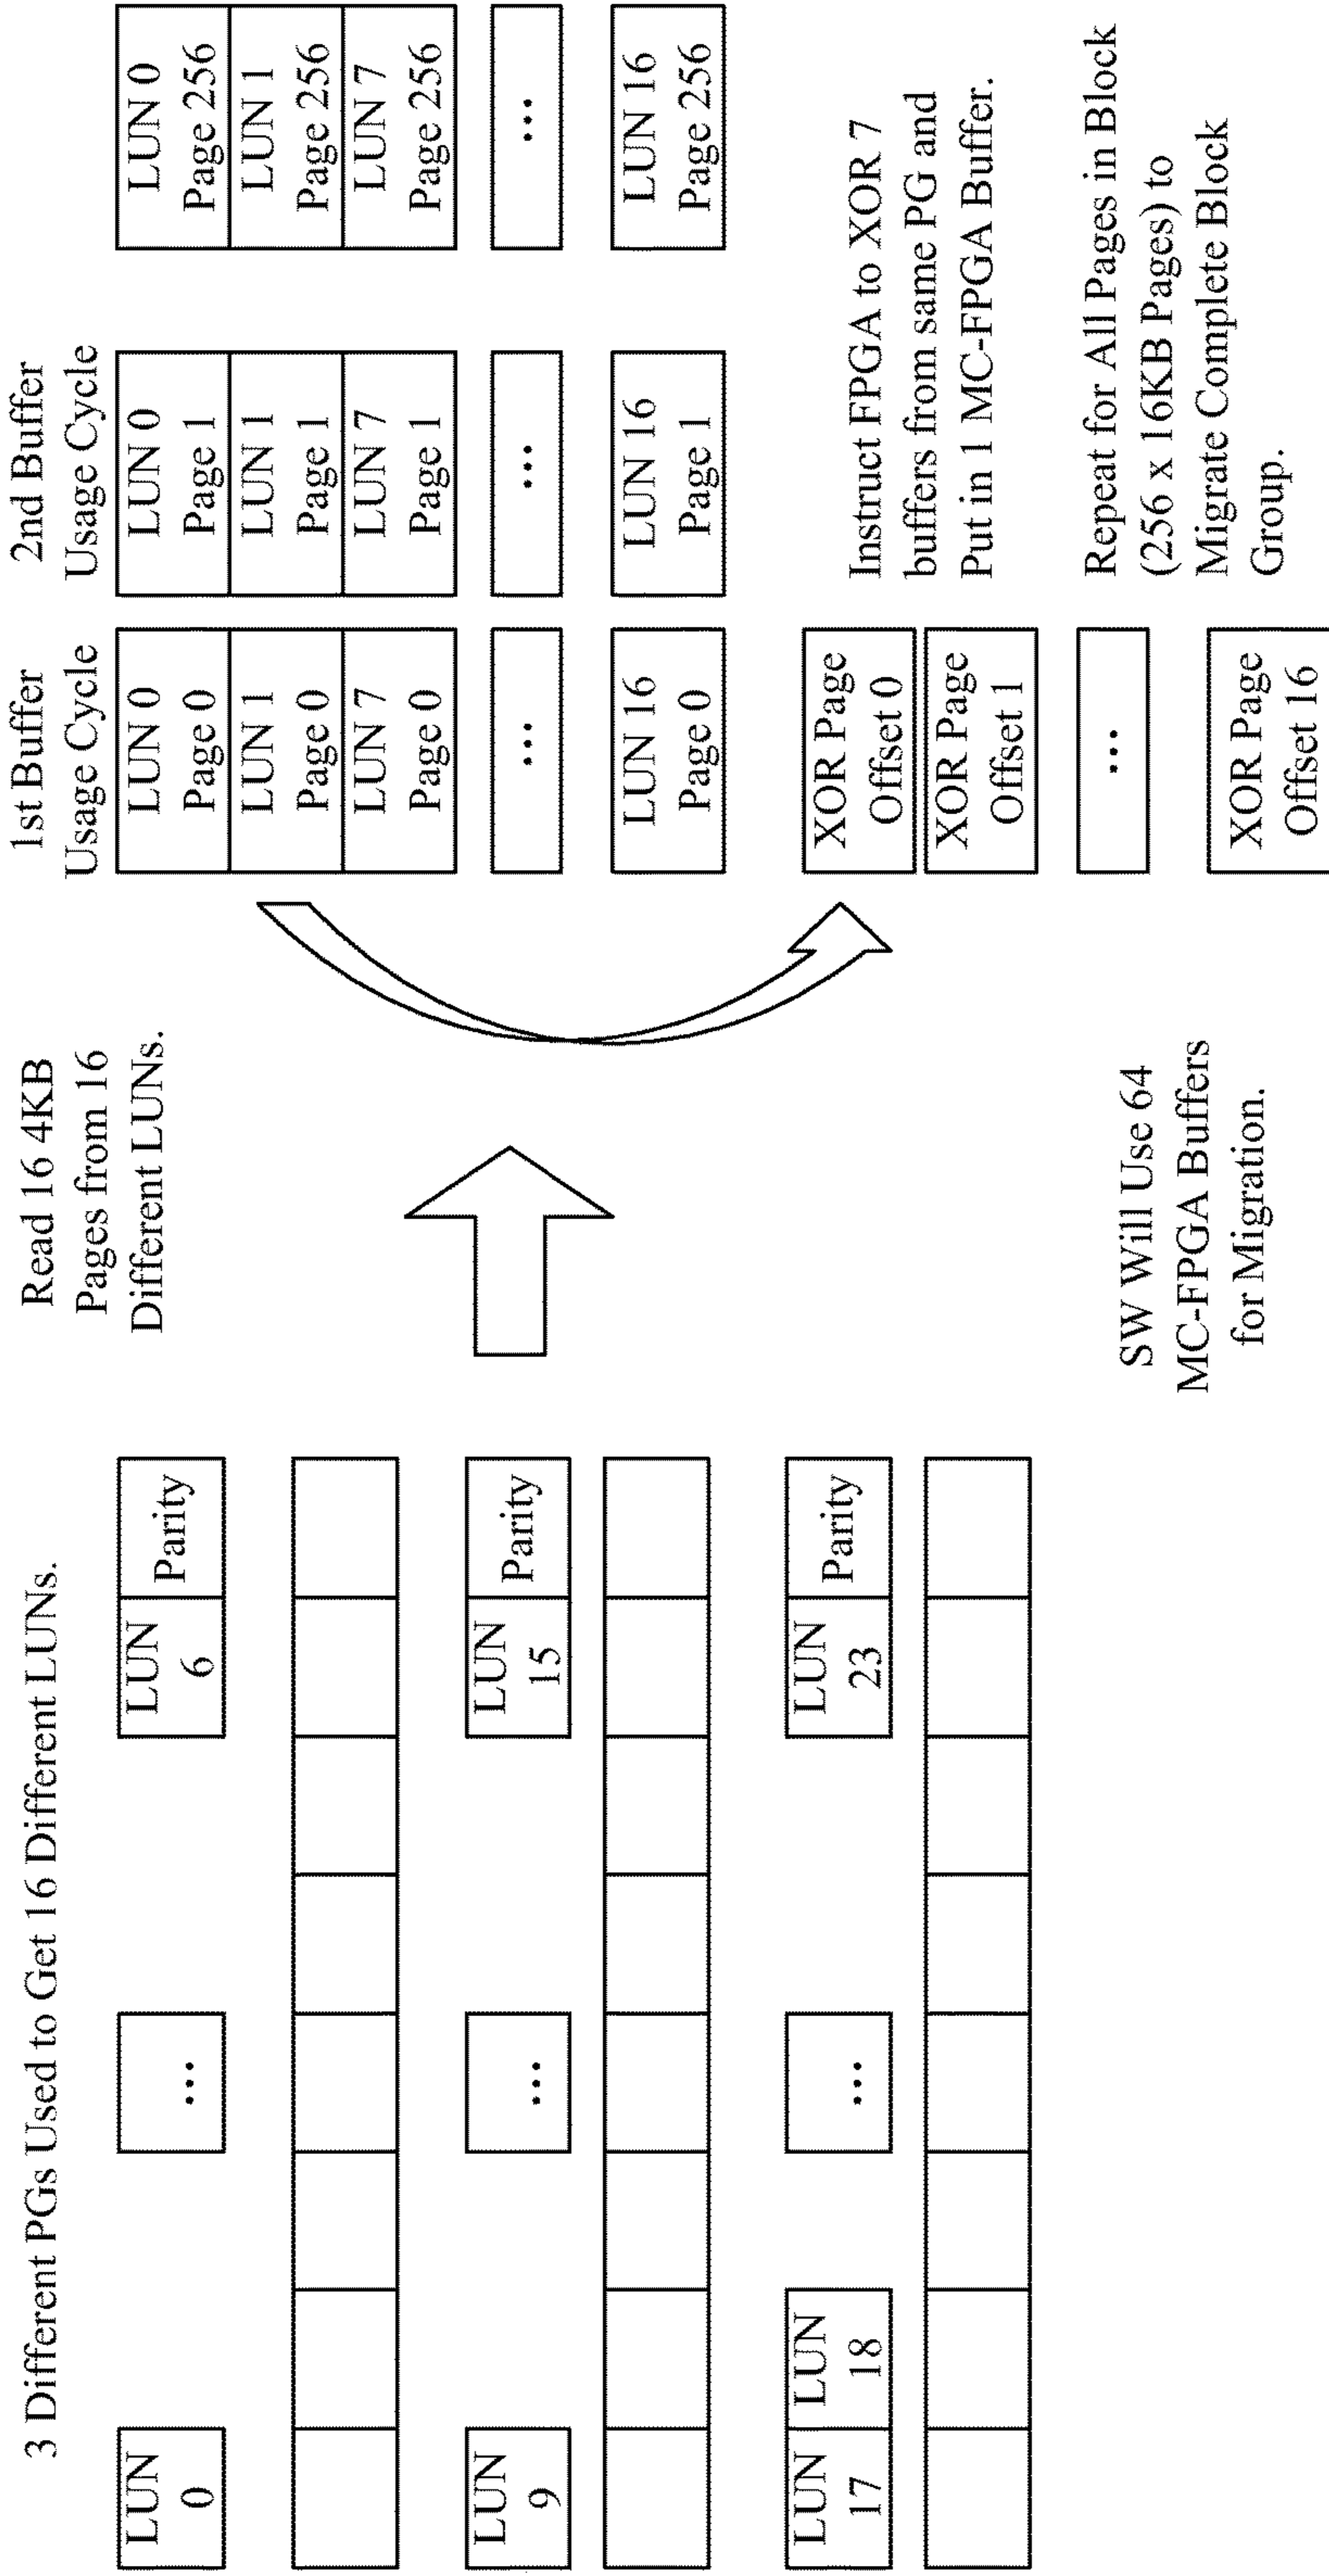 3 Different PGs Used to Get 16 Different LUNs.
LUN
0
...
LUN
6
Parity
LUN
9
...
LUN
15
Parity
LUN
17
LUN
18
...
LUN
23
Parity
Read 16 4KB
Pages from 16
Different LUNs.
SW Will Use 64
MC-FPGA Buffers
for Migration.
1st Buffer
Usage Cycle
LUN 0
Page 0
LUN 1
Page 0
LUN 7
Page 0
...
LUN 16
Page 0
2nd Buffer
Usage Cycle
LUN 0
Page 1
LUN 1
Page 1
LUN 7
Page 1
...
LUN 16
Page 1
LUN 0
Page 256
LUN 1
Page 256
LUN 7
Page 256
...
LUN 16
Page 256
XOR Page
Offset 0
XOR Page
Offset 1
...
XOR Page
Offset 16
Instruct FPGA to XOR 7
buffers from same PG and
Put in 1 MC-FPGA Buffer.
Repeat for All Pages in Block
(256 x 16KB Pages) to
Migrate Complete Block
Group.